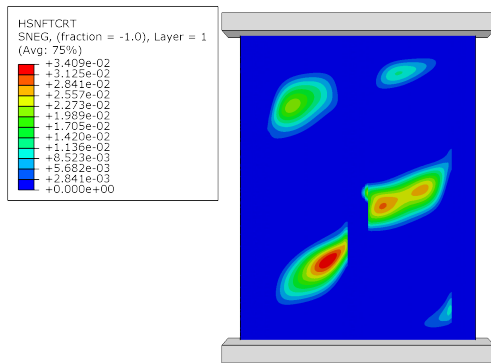 HSNFTCRT
SNEG, (fraction = -1.0), Layer = 1
(Avg: 75%)
+3.409e-02
+3.125e-02
+2.841e-02
+2.557e-02
+2.273e-02
+1.989e-02
+1.705e-02
+1.420e-02
+1.136e-02
+8.523e-03
+5.682e-03
+2.841e-03
+0.000e+00